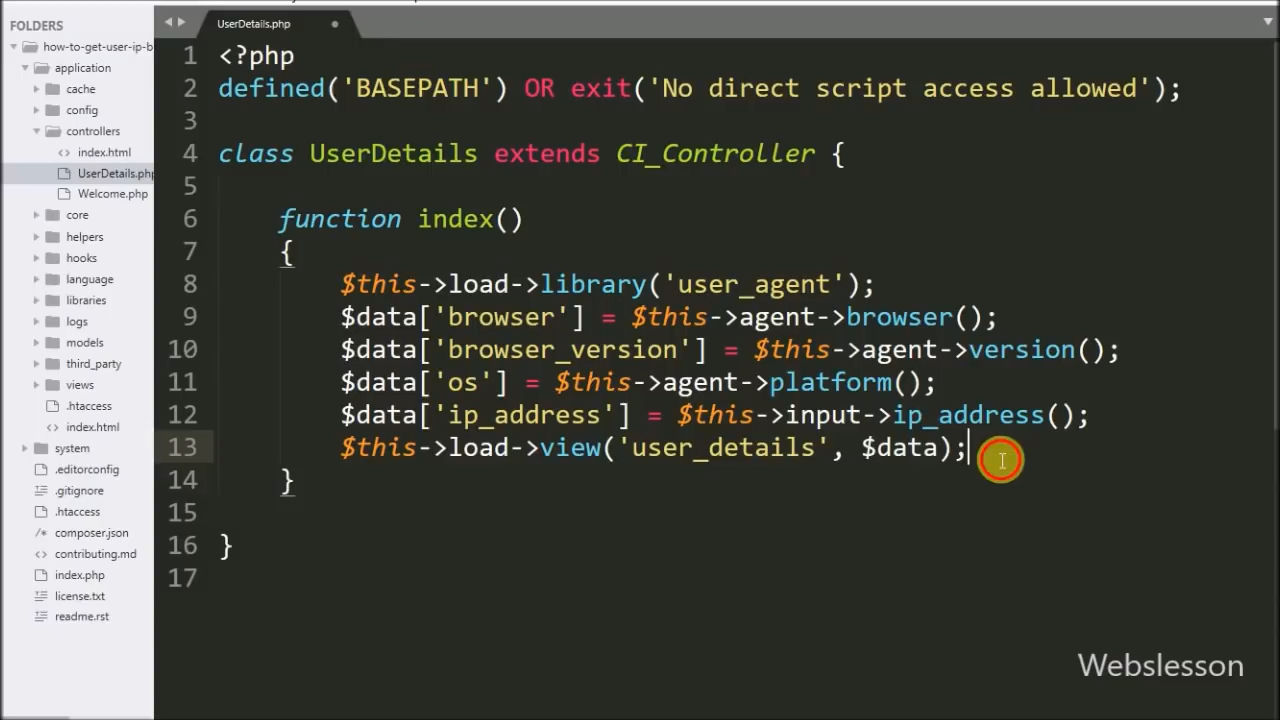 FOLDERS
how-to-get-user-ip-b
application
cache
config
controllers
index.html
UserDetails.php
Welcome.php
core
helpers
hooks
language
libraries
logs
models
third_party
views
.htaccess
index.html
system
.editorconfig
.gitignore
.htaccess
composer.json
contributing.md
index.php
license.txt
readme.rst
UserDetails.php
1 <?php
2 defined('BASEPATH') OR exit('No direct script access allowed');
3
4 class UserDetails extends CI_Controller {
5
6 function index()
7 {
8 $this->load->library('user_agent');
9 $data['browser'] = $this->agent->browser();
10 $data['browser_version'] = $this->agent->version();
11 $data['os'] = $this->agent->platform();
12 $data['ip_address'] = $this->input->ip_address();
13 $this->load->view('user_details', $data);
14 }
15
16 }
17
Webslesson